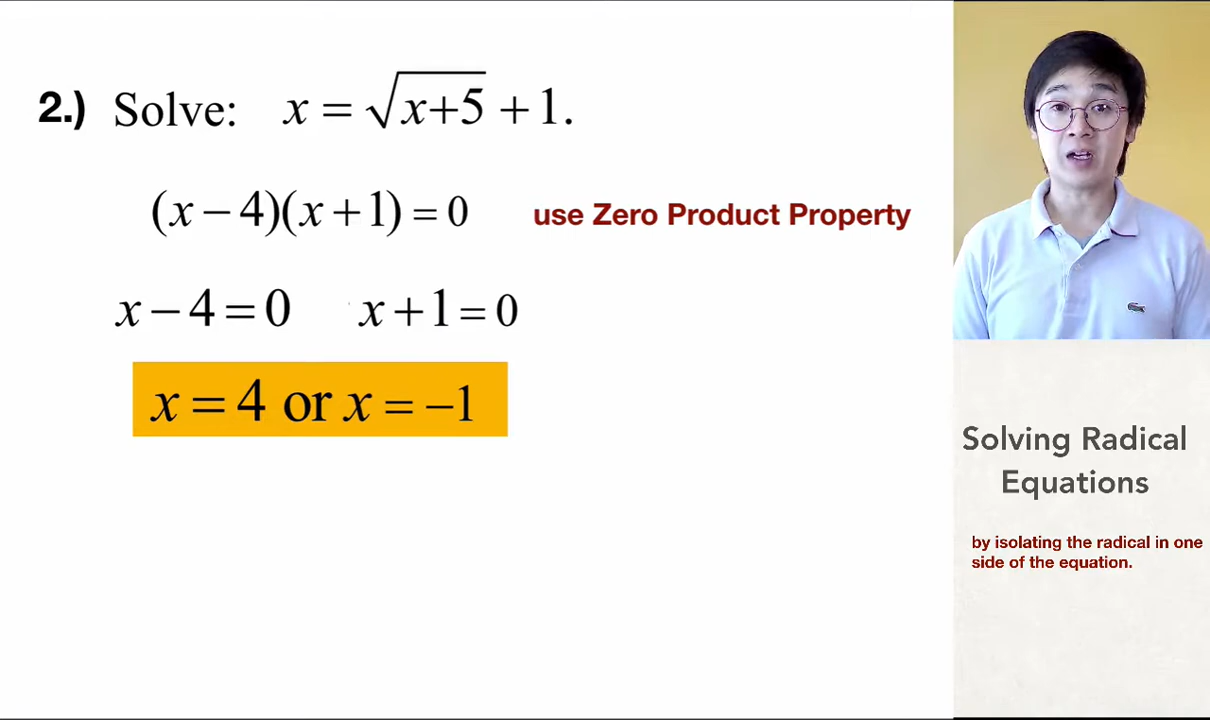 2.) Solve: x = √x+5 + 1.
(x − 4)(x + 1) = 0 use Zero Product Property
x − 4 = 0 x + 1 = 0
x = 4 or x = −1
Solving Radical
Equations
by isolating the radical in one
side of the equation.